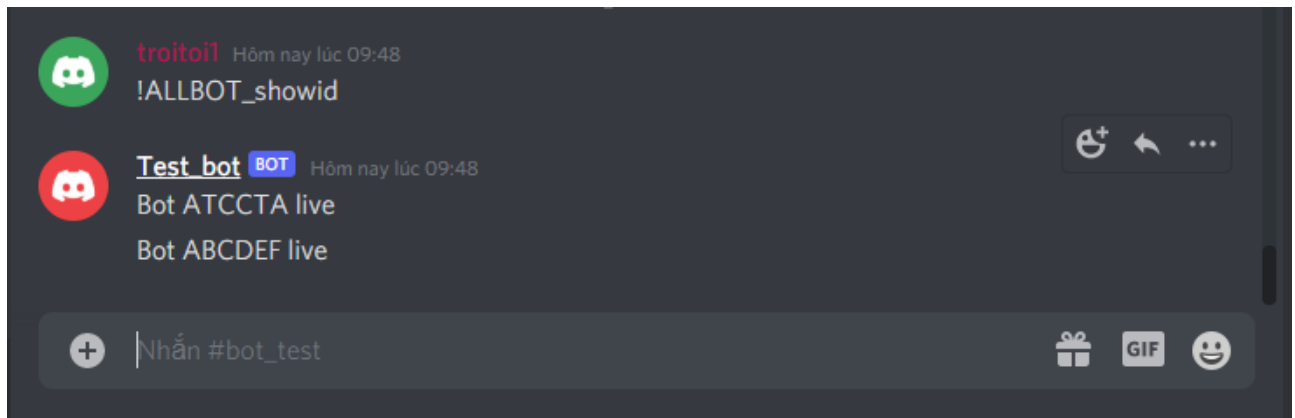 troitoi1 Hôm nay lúc 09:48
!ALLBOT_showid
Test_bot BOT Hôm nay lúc 09:48
Bot ATCCTA live
Bot ABCDEF live
Nhắn #bot_test
GIF